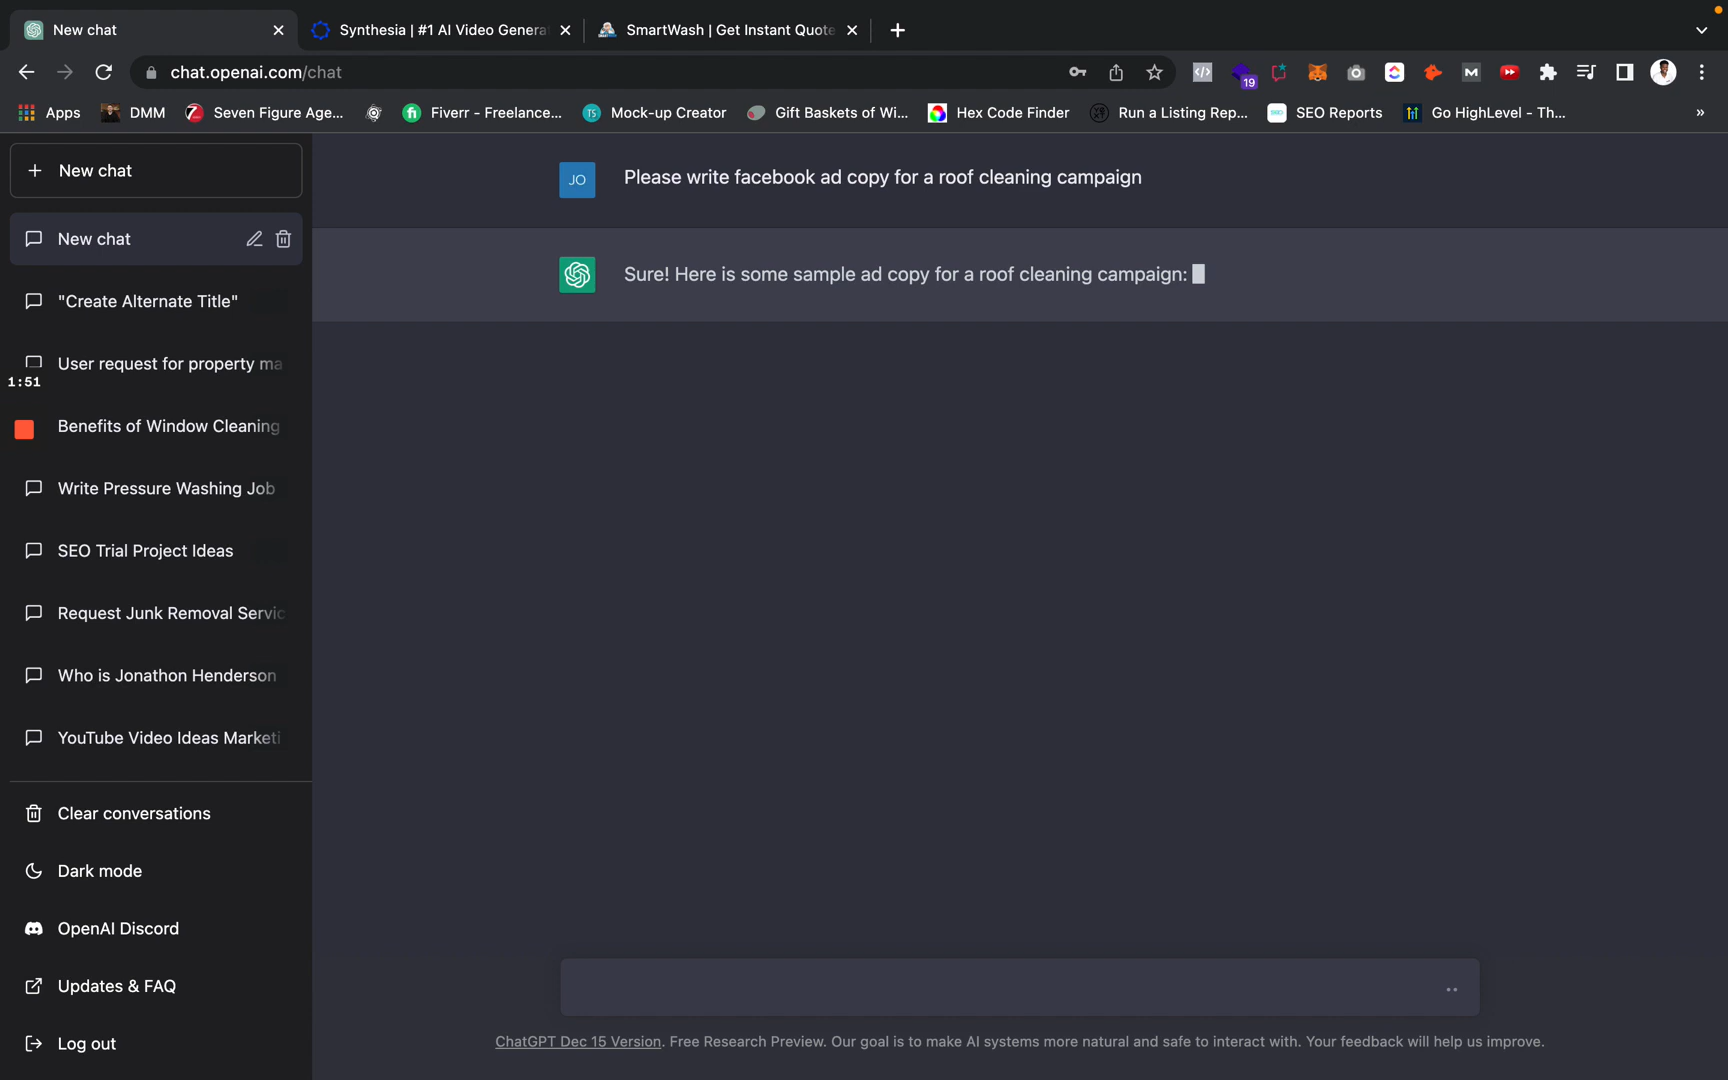 New chat
Synthesia | #1 AI Video Genera
SmartWash | Get Instant Quote
chat.openai.com/chat
19
Apps
DMM
Seven Figure Age...
Fiverr - Freelance...
TS
Mock-up Creator
Gift Baskets of Wi...
Hex Code Finder
Run a Listing Rep...
SEO Reports
Go HighLevel - Th...
»
+ New chat
JO
Please write facebook ad copy for a roof cleaning campaign
New chat
Sure! Here is some sample ad copy for a roof cleaning campaign:
"Create Alternate Title"
User request for property ma
1:51
Benefits of Window Cleaning
Write Pressure Washing Job
SEO Trial Project Ideas
Request Junk Removal Servic
Who is Jonathon Henderson
YouTube Video Ideas Marketi
Clear conversations
Dark mode
OpenAI Discord
Updates & FAQ
Log out
ChatGPT Dec 15 Version. Free Research Preview. Our goal is to make AI systems more natural and safe to interact with. Your feedback will help us improve.